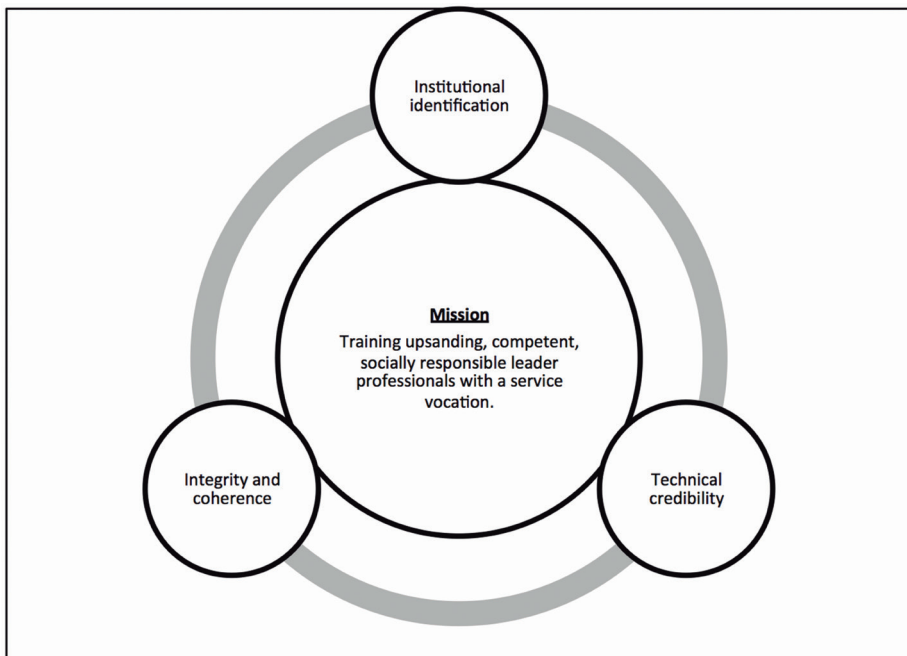 Institutional
identification
Mission
Training upsanding, competent,
socially responsible leader
professionals with a service
vocation.
Integrity and
coherence
Technical
credibility